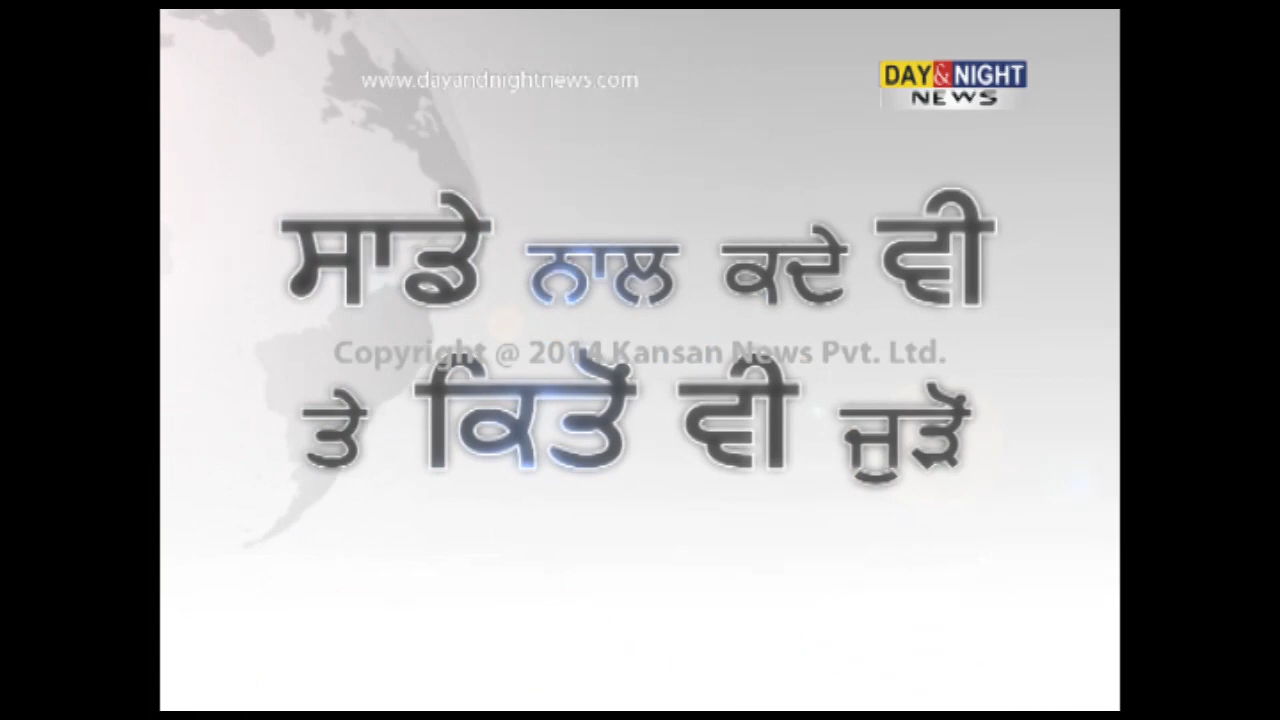 www.dayandnightnews.com
DAY&NIGHT
NEWS
ਸਾਡੇ ਨਾਲ ਕਦੇ ਵੀ
Copyright @ 2014 Kansan News Pvt. Ltd.
ਤੇ ਕਿਤੋਂ ਵੀ ਜੁੜੋਂ